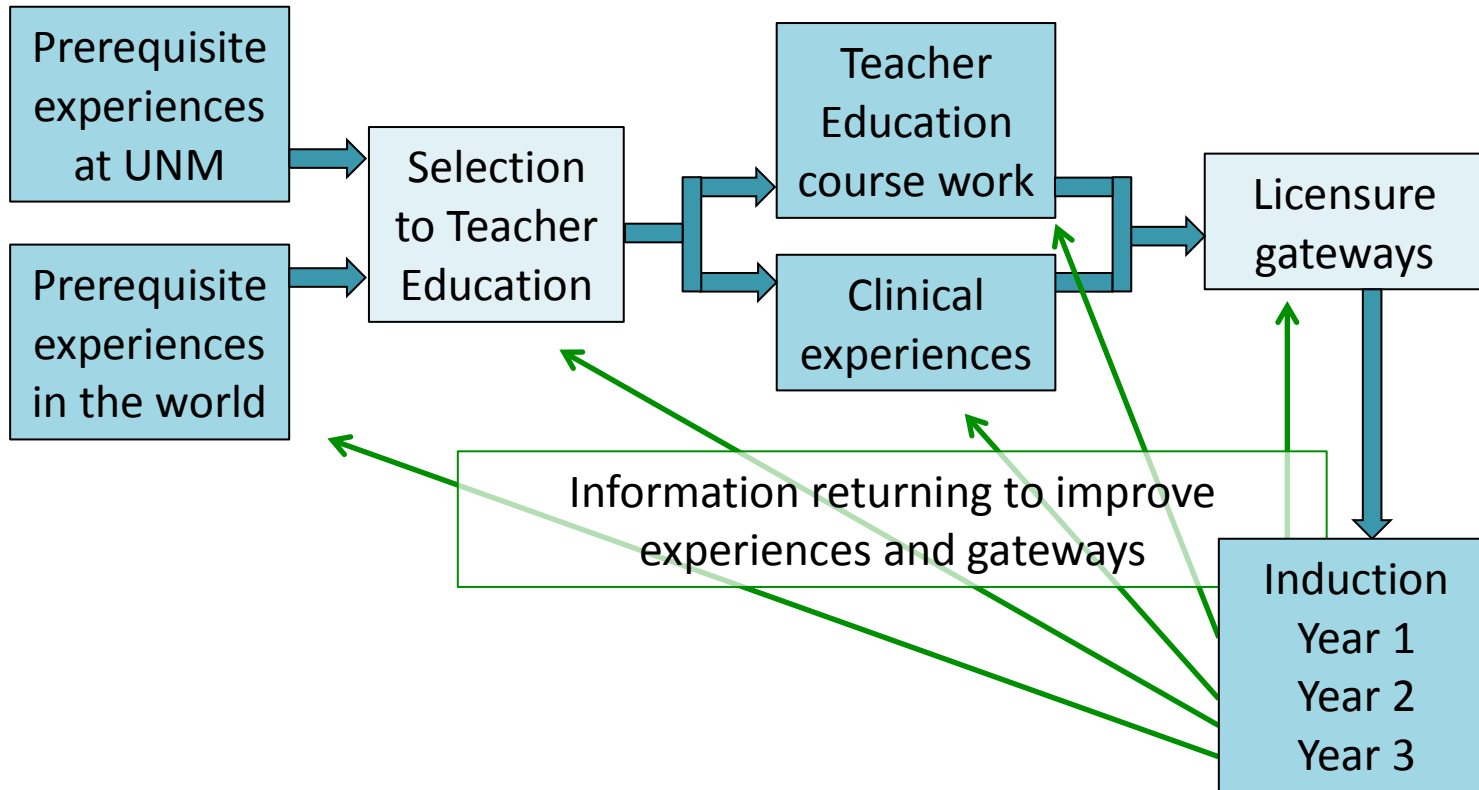 Prerequisite
experiences
at UNM
Prerequisite
experiences
in the world
Selection
to Teacher
Education
Teacher
Education
course work
Clinical
experiences
Licensure
gateways
Information returning to improve
experiences and gateways
Induction
Year 1
Year 2
Year 3